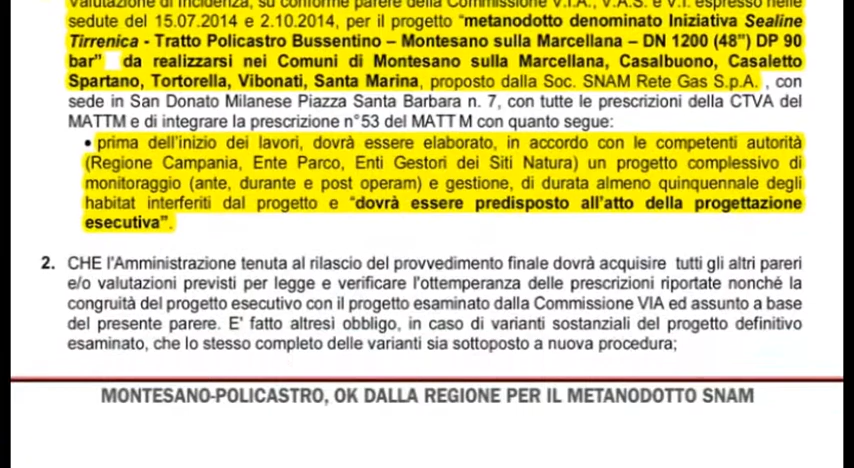 Valutazione di Incidenza, su conforme parere della Commissione V.I.A., V.A.S. e V.I. espresso nelle
sedute del 15.07.2014 e 2.10.2014, per il progetto “metanodotto denominato Iniziativa Sealine
Tirrenica - Tratto Policastro Bussentino – Montesano sulla Marcellana – DN 1200 (48”) DP 90
bar” da realizzarsi nei Comuni di Montesano sulla Marcellana, Casalbuono, Casaletto
Spartano, Tortorella, Vibonati, Santa Marina, proposto dalla Soc. SNAM Rete Gas S.p.A. , con
sede in San Donato Milanese Piazza Santa Barbara n. 7, con tutte le prescrizioni della CTVA del
MATTM e di integrare la prescrizione n°53 del MATT M con quanto segue:
• prima dell'inizio dei lavori, dovrà essere elaborato, in accordo con le competenti autorità
(Regione Campania, Ente Parco, Enti Gestori dei Siti Natura) un progetto complessivo di
monitoraggio (ante, durante e post operam) e gestione, di durata almeno quinquennale degli
habitat interferiti dal progetto e “dovrà essere predisposto all'atto della progettazione
esecutiva”.
2. CHE l'Amministrazione tenuta al rilascio del provvedimento finale dovrà acquisire tutti gli altri pareri
e/o valutazioni previsti per legge e verificare l'ottemperanza delle prescrizioni riportate nonché la
congruità del progetto esecutivo con il progetto esaminato dalla Commissione VIA ed assunto a base
del presente parere. E' fatto altresì obbligo, in caso di varianti sostanziali del progetto definitivo
esaminato, che lo stesso completo delle varianti sia sottoposto a nuova procedura;
MONTESANO-POLICASTRO, OK DALLA REGIONE PER IL METANODOTTO SNAM